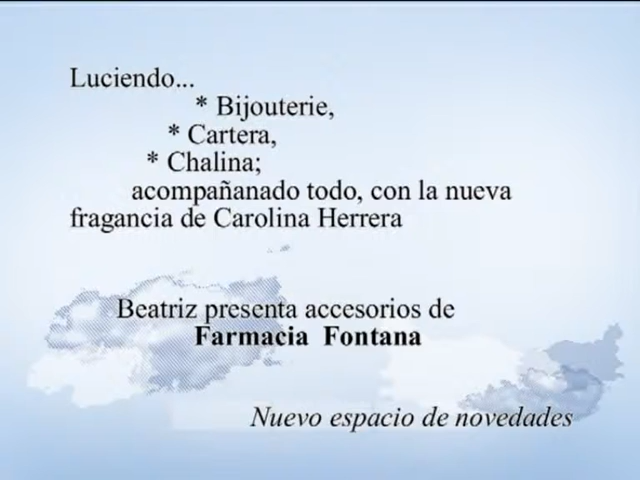 Luciendo...
* Bijouterie,
* Cartera,
* Chalina;
acompañanado todo, con la nueva
fragancia de Carolina Herrera
Beatriz presenta accesorios de
Farmacia Fontana
Nuevo espacio de novedades